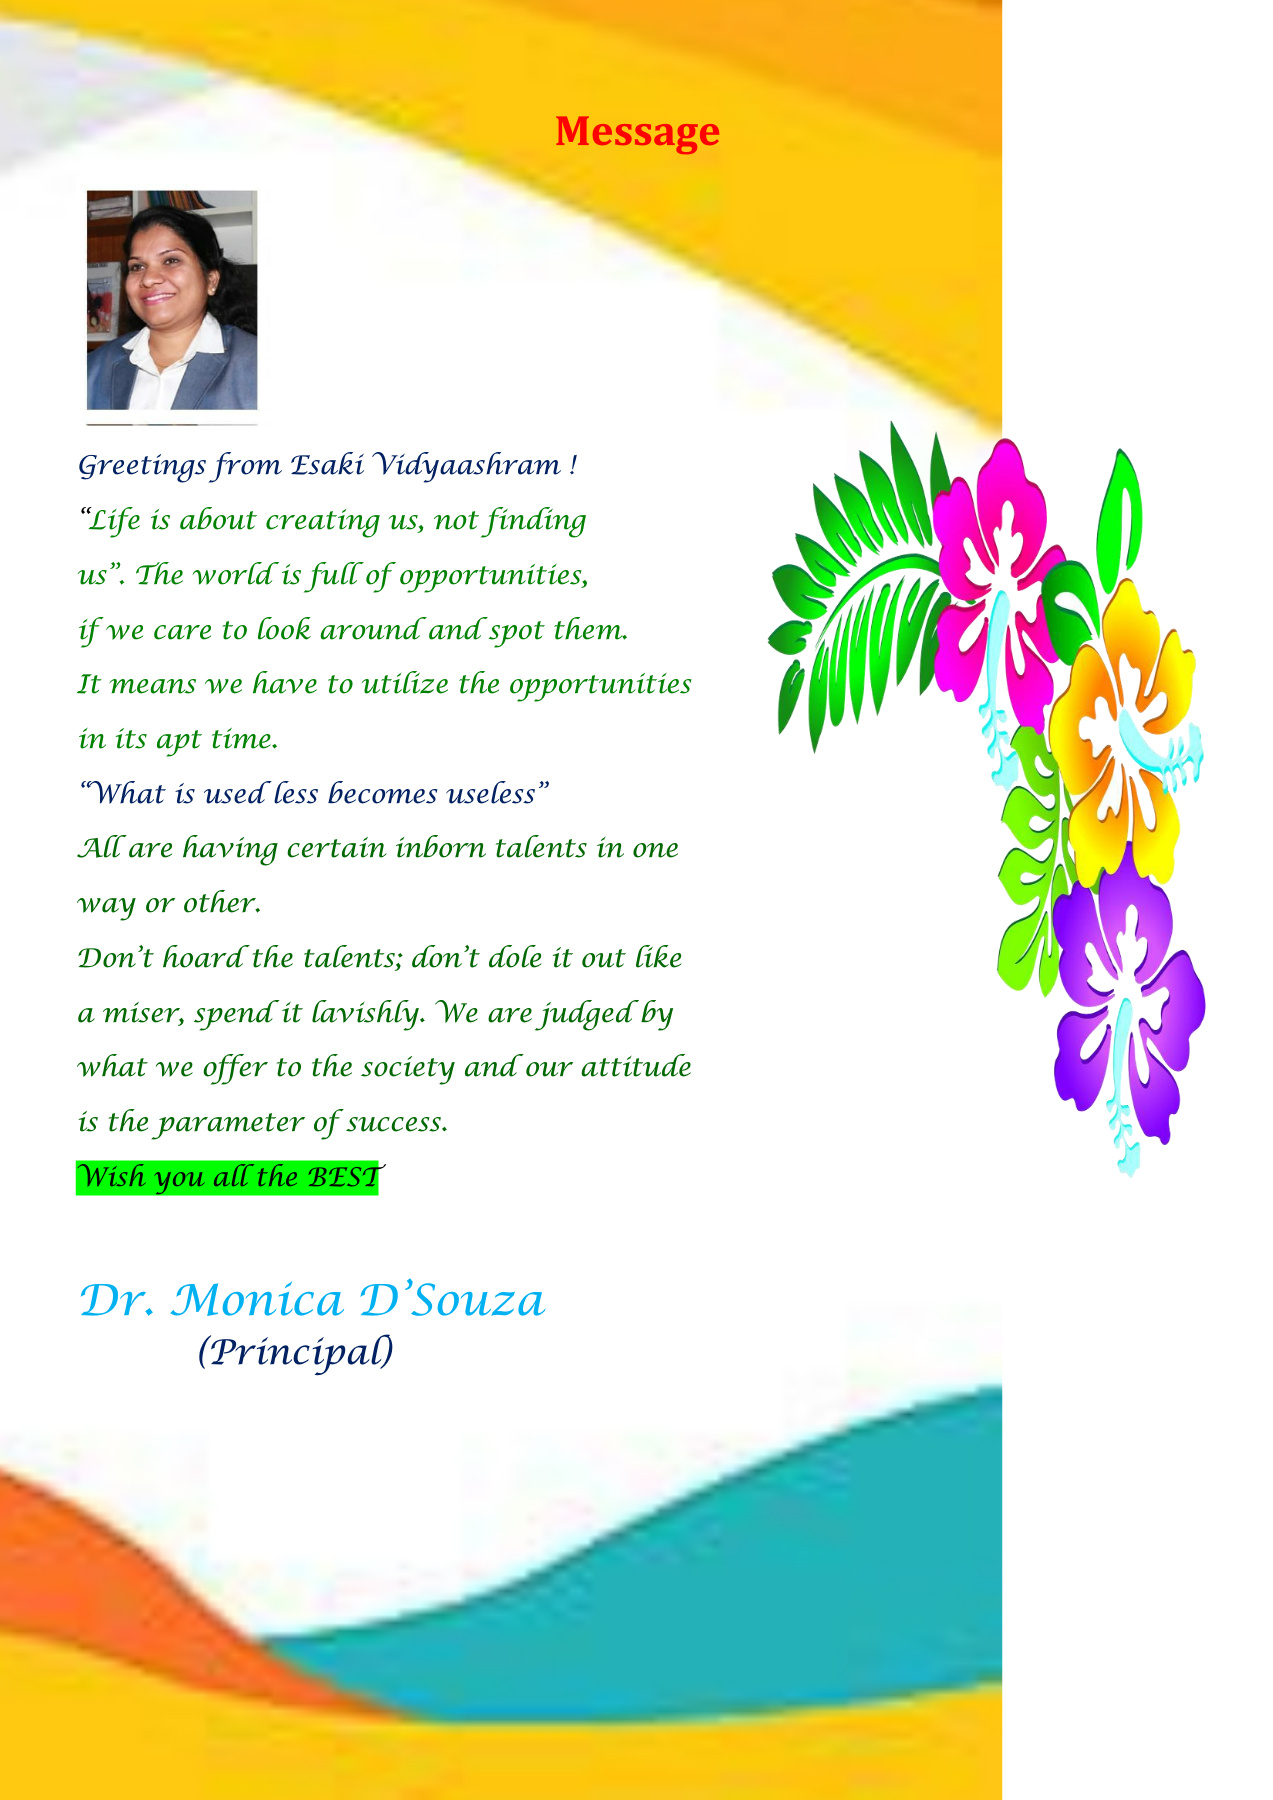 Message
Greetings from Esaki Vidyaashram !
“Life is about creating us, not finding
us”. The world is full of opportunities,
if we care to look around and spot them.
It means we have to utilize the opportunities
in its apt time.
“What is used less becomes useless”
All are having certain inborn talents in one
way or other.
Don’t hoard the talents; don’t dole it out like
a miser, spend it lavishly. We are judged by
what we offer to the society and our attitude
is the parameter of success.
Wish you all the BEST
Dr. Monica D’Souza
(Principal)